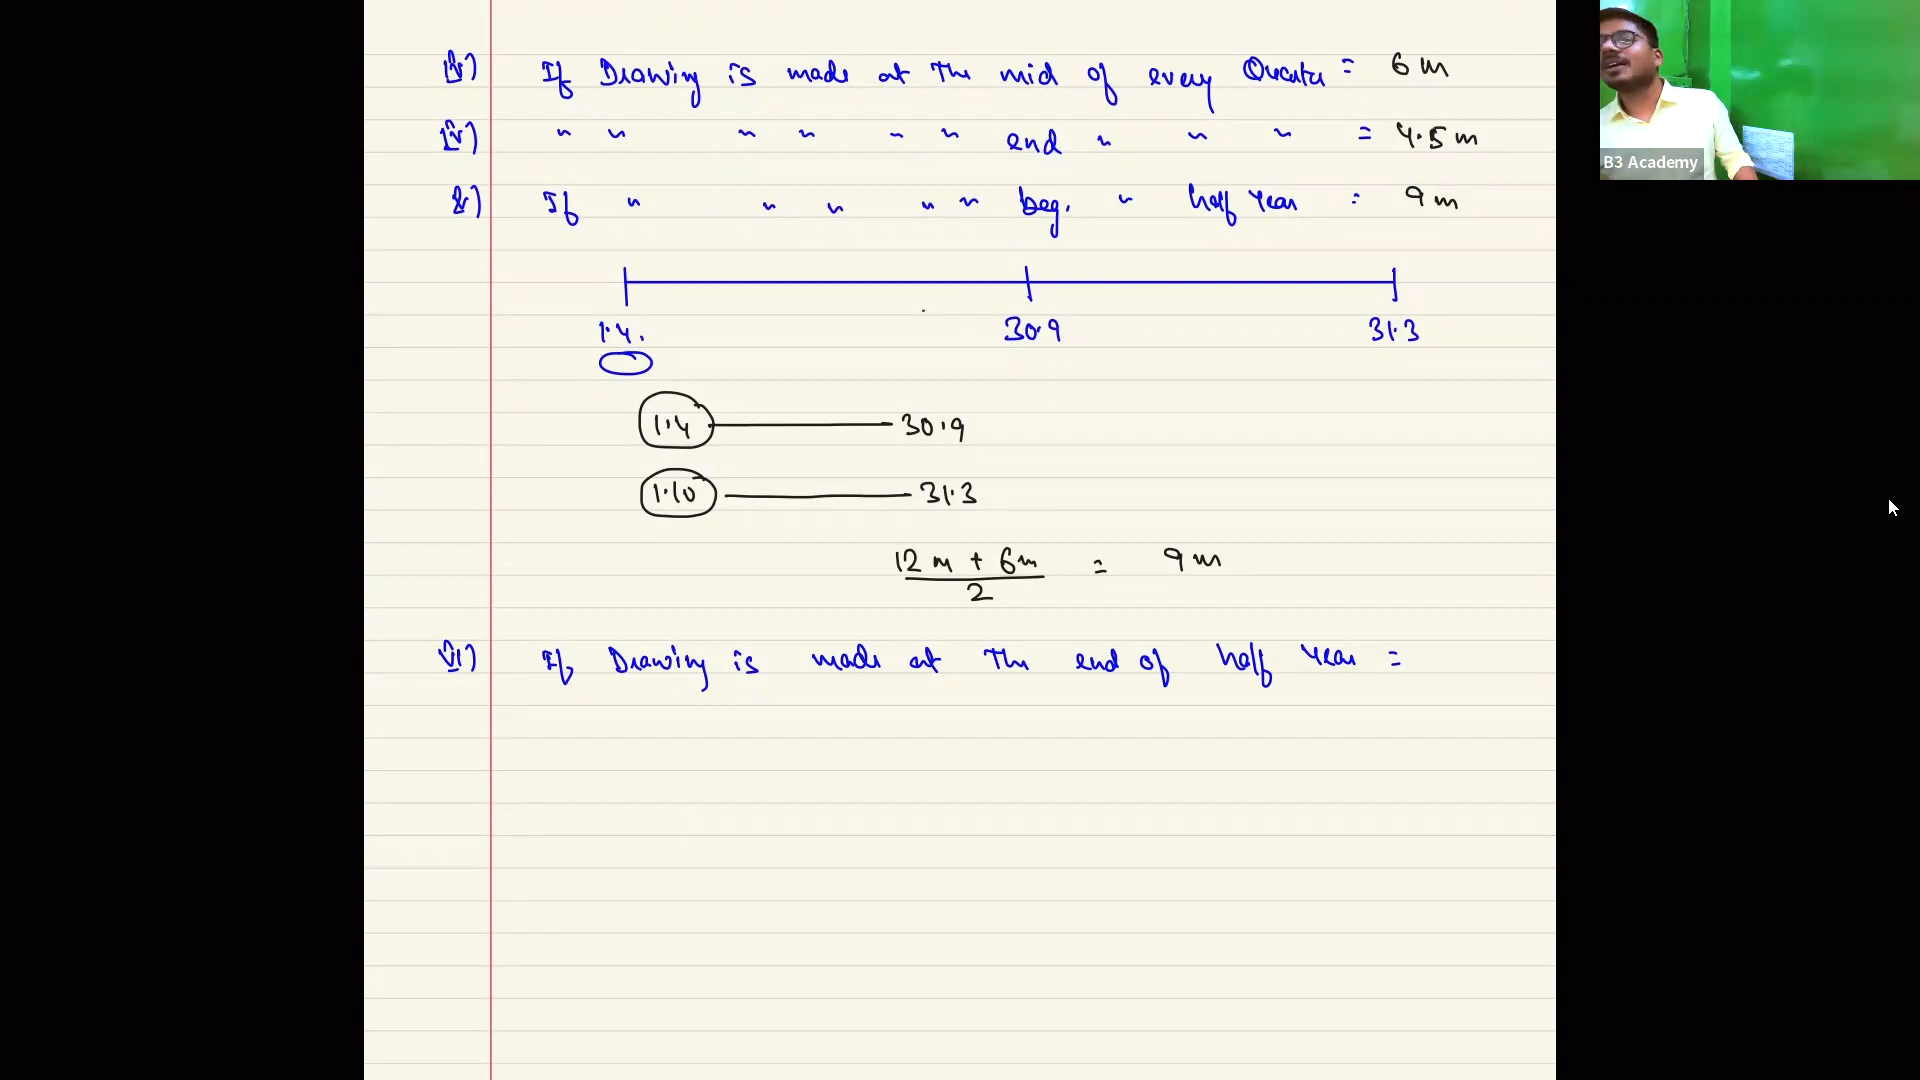 iv) If Drawing is made at the mid of every Quarter = 6 m
iv) " " " " " " end " " " = 4.5 m
v) If " " " " " beg. " half Year = 9 m
1.4. 30.9 31.3
1.4 30.9
1.10 31.3
12 m + 6 m = 9 m
2
vi) If Drawing is made at the end of half Year =
B3 Academy